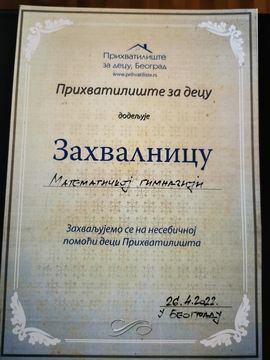 Прихватилиште
за децу, Београд
www.prihvatiliste.rs
Прихватилиште за децу
додељује
Захвалницу
Математичкој гимназији
Захваљујемо се на несебичној
помоћи деци Прихватилишта
26.4.2022.
У БЕОГРАДУ